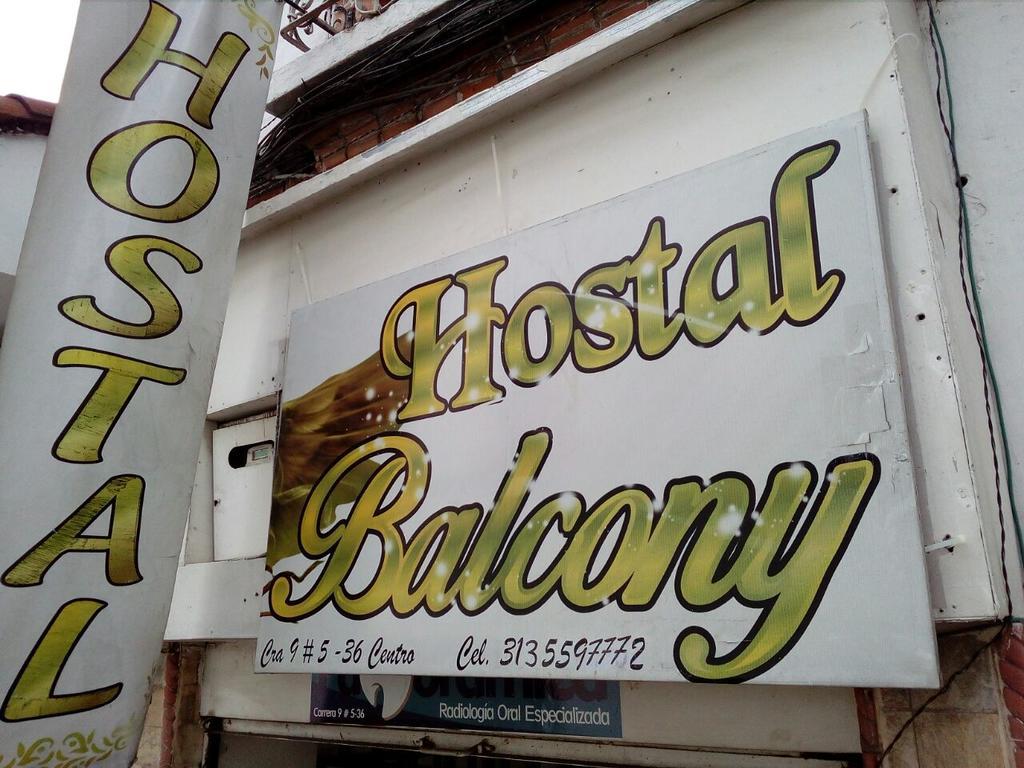 HOSTAL
Hostal
Balcony
Cra 9 # 5 - 36 Centro Cel. 3135597772
Carrera 9 # 5-36 Radiología Oral Especializada